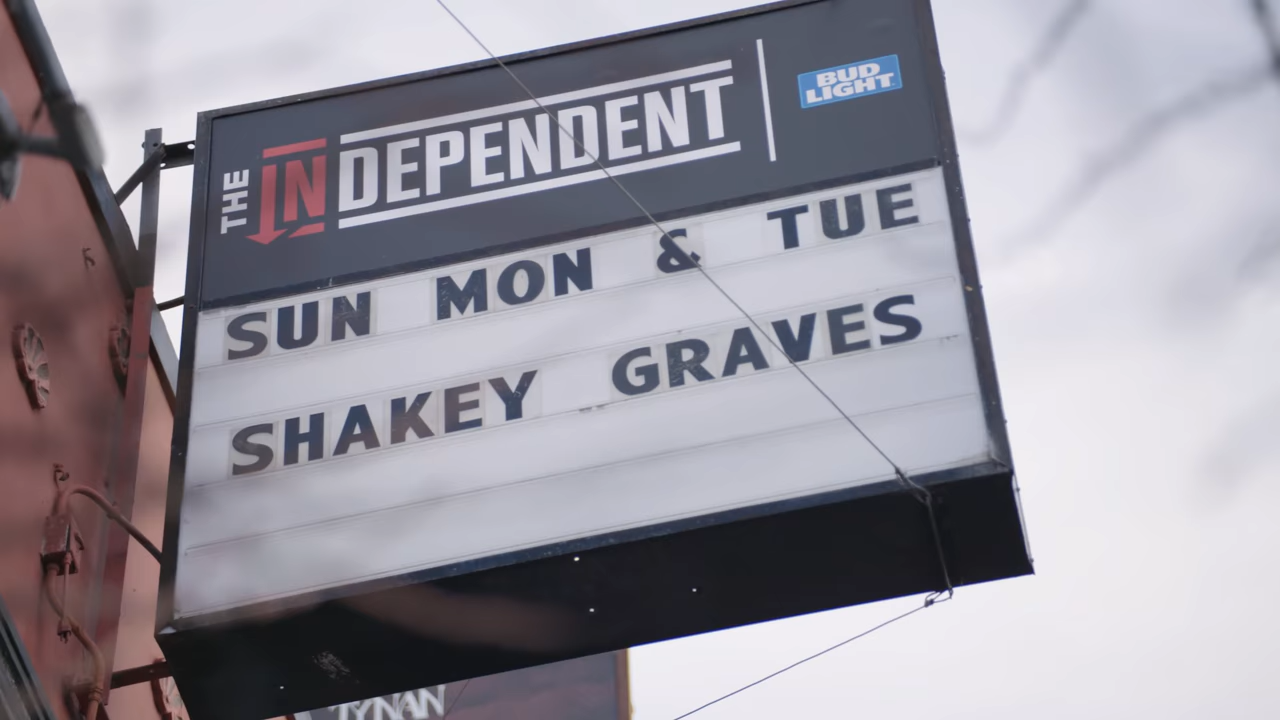 THE INDEPENDENT
BUD
LIGHT
SUN MON & TUE
SHAKEY GRAVES